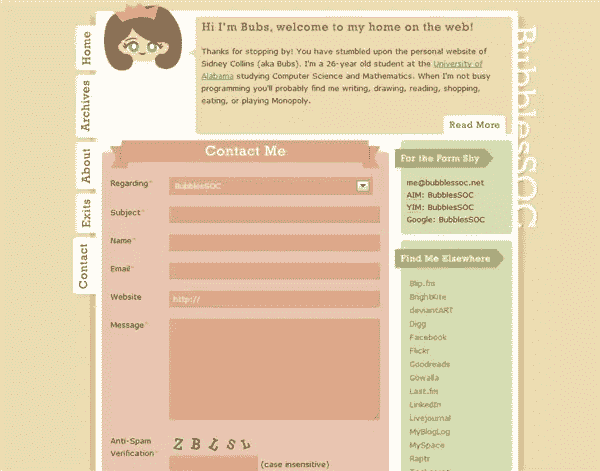 Home
Archives
About
Exits
Contact
Hi I'm Bubs, welcome to my home on the web!
Thanks for stopping by! You have stumbled upon the personal website of
Sidney Collins (aka Bubs). I'm a 26-year old student at the University of
Alabama studying Computer Science and Mathematics. When I'm not busy
programming you'll probably find me writing, drawing, reading, shopping,
eating, or playing Monopoly.
Read More
BubblesSOC
Contact Me
Regarding*
BubblesSOC
Subject*
Name*
Email*
Website
http://
Message*
Anti-Spam
Verification*
Z B L S L
(case insensitive)
For the Form Shy
me@bubblessoc.net
AIM: BubblesSOC
YIM: BubblesSOC
Google: BubblesSOC
Find Me Elsewhere
Blip.fm
BrightKite
deviantART
Digg
Facebook
Flickr
Goodreads
Gowalla
Last.fm
LinkedIn
LiveJournal
MyBlogLog
MySpace
Raptr